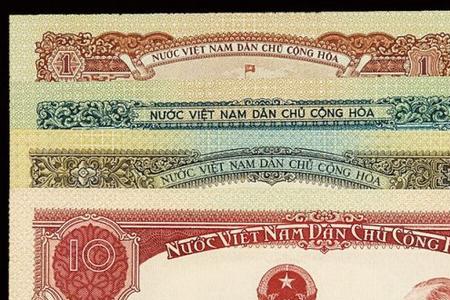 1 NƯỚC VIỆT NAM DÂN CHỦ CỘNG HÒA 1
NƯỚC VIỆT NAM DÂN CHỦ CỘNG HÒA
NƯỚC VIỆT NAM DÂN CHỦ CỘNG HÒA
10 NƯỚC VIỆT NAM DÂN CHỦ CỘNG